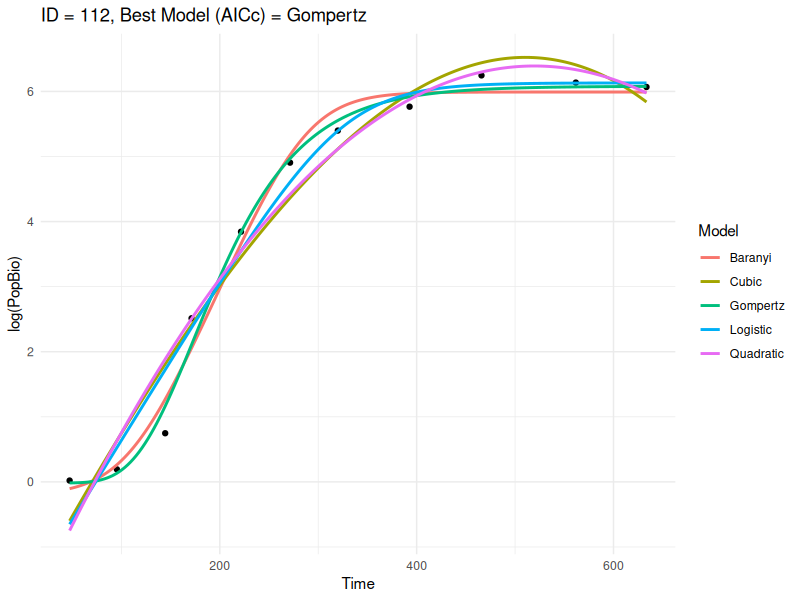 ID = 112, Best Model (AICc) = Gompertz
log(PopBio)
6
4
2
0
200
400
600
Time
Model
Baranyi
Cubic
Gompertz
Logistic
Quadratic